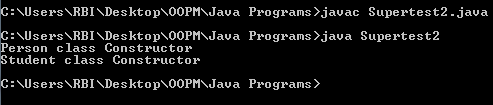 C:\Users\RBI\Desktop\OOPM\Java Programs>javac Supertest2.java
C:\Users\RBI\Desktop\OOPM\Java Programs>java Supertest2
Person class Constructor
Student class Constructor
C:\Users\RBI\Desktop\OOPM\Java Programs>